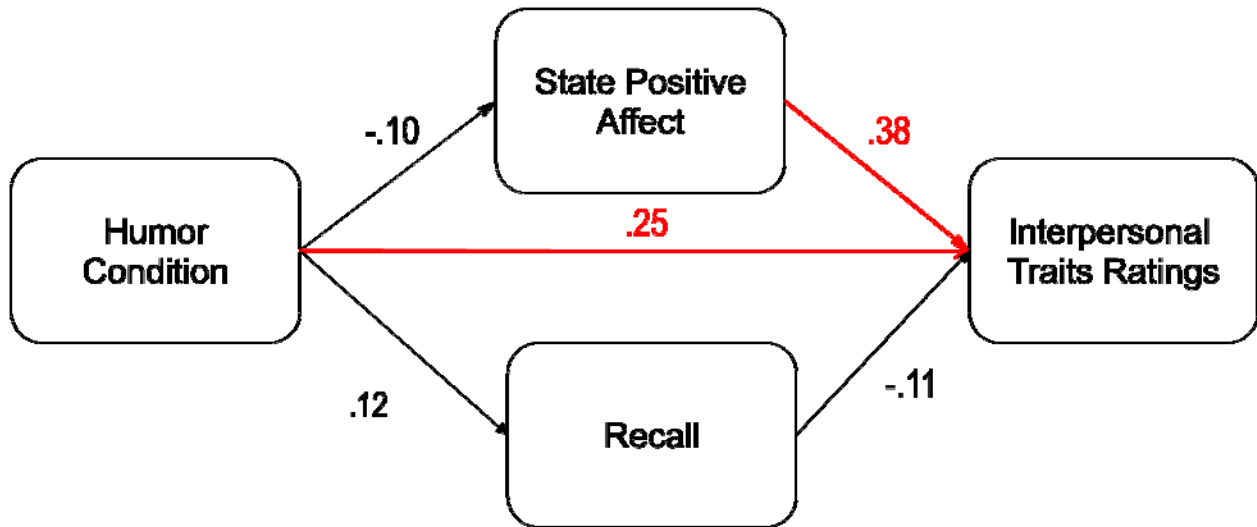 State Positive
Affect
-.10
.38
Humor
Condition
.25
Interpersonal
Traits Ratings
.12
Recall
-.11